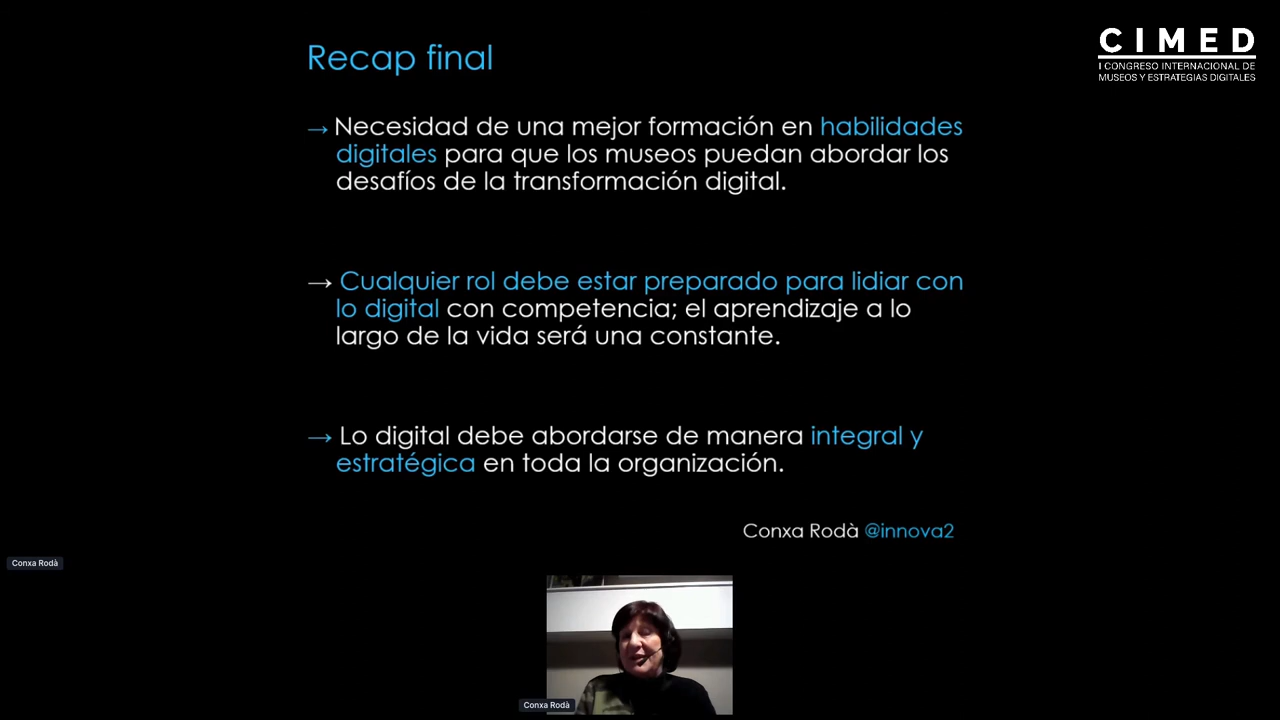 Recap final
CIMED
I CONGRESO INTERNACIONAL DE
MUSEOS Y ESTRATEGIAS DIGITALES
→ Necesidad de una mejor formación en habilidades
digitales para que los museos puedan abordar los
desafíos de la transformación digital.
→ Cualquier rol debe estar preparado para lidiar con
lo digital con competencia; el aprendizaje a lo
largo de la vida será una constante.
→ Lo digital debe abordarse de manera integral y
estratégica en toda la organización.
Conxa Rodà @innova2
Conxa Rodà
Conxa Rodà